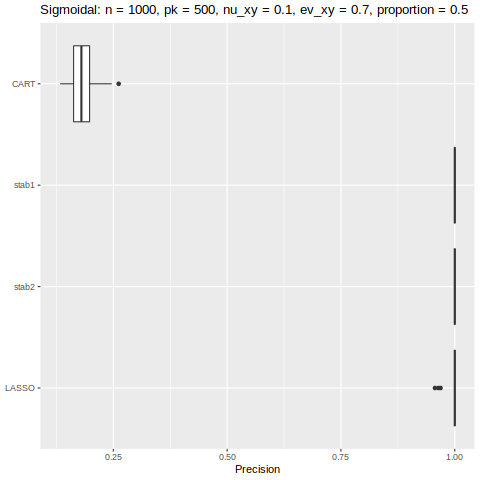 Sigmoidal: n = 1000, pk = 500, nu_xy = 0.1, ev_xy = 0.7, proportion = 0.5
CART
stab1
stab2
LASSO
0.25 0.50 0.75 1.00
Precision